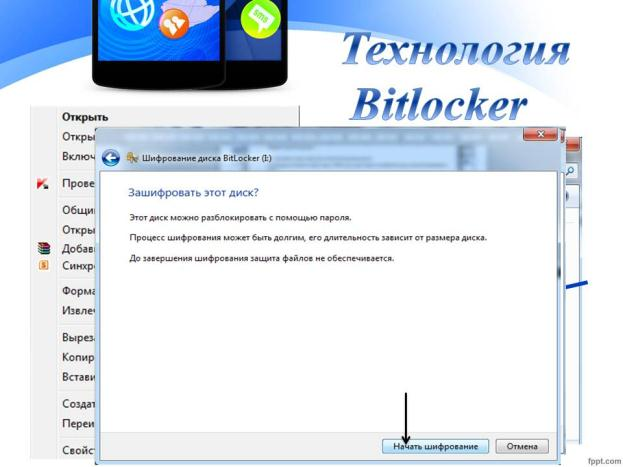 sms
Технология
Bitlocker
Открыть
Откры
Включ
Прове
Общи
Откры
Добав
Синхр
Форма
Извле
Вырез
Копир
Встави
Создат
Переи
Свойс
Шифрование диска BitLocker (I:)
Зашифровать этот диск?
Этот диск можно разблокировать с помощью пароля.
Процесс шифрования может быть долгим, его длительность зависит от размера диска.
До завершения шифрования защита файлов не обеспечивается.
Начать шифрование
Отмена
fppt.com